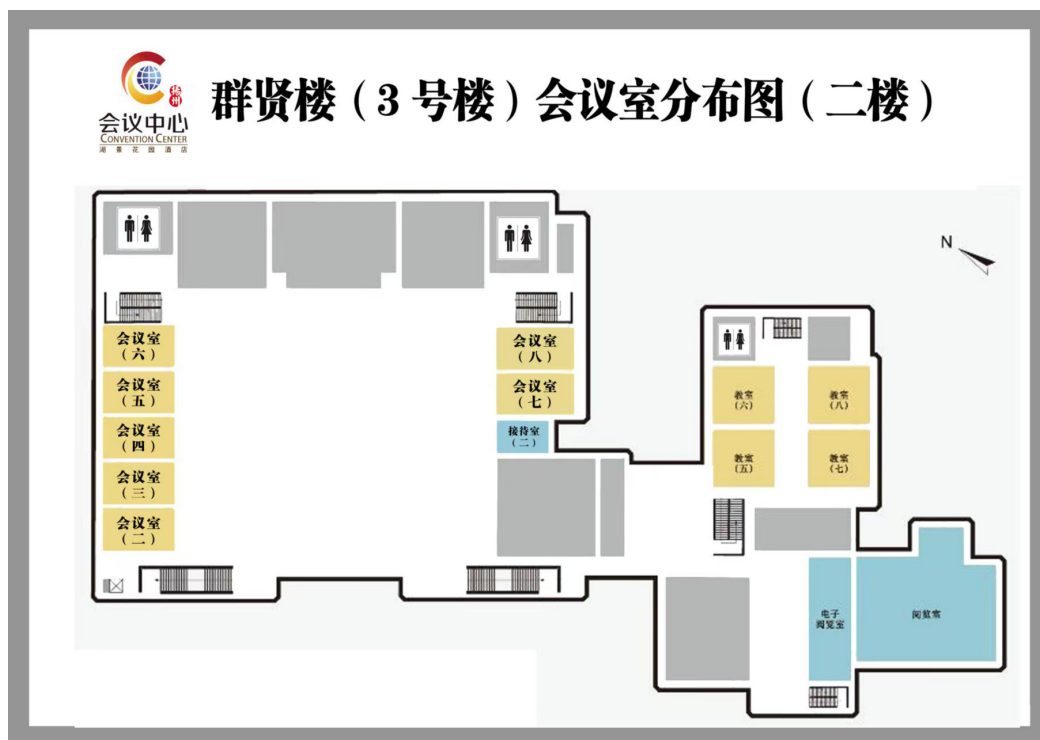 扬州
会议中心
CONVENTION CENTER
湖景花园酒店
群贤楼（3号楼）会议室分布图（二楼）
N
会议室
（六）
会议室
（五）
会议室
（四）
会议室
（三）
会议室
（二）
会议室
（八）
会议室
（七）
接待室
（二）
教室
（六）
教室
（八）
教室
（五）
教室
（七）
电子
阅览室
阅览室